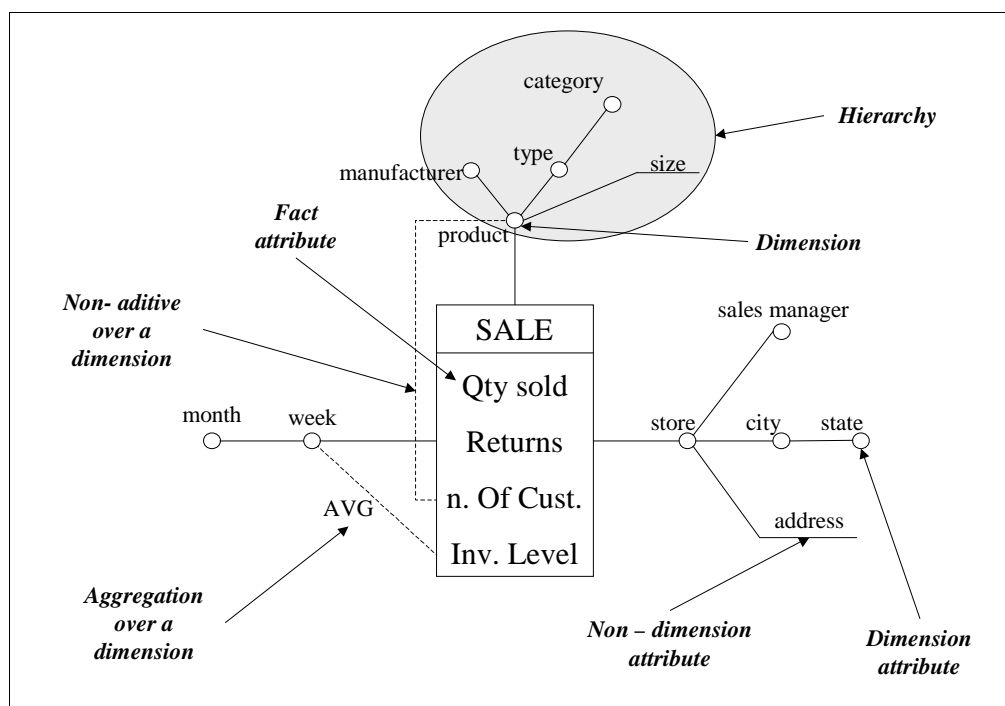 category
Hierarchy
type
manufacturer
size
Fact
attribute
product
Dimension
Non- aditive
over a
dimension
SALE
sales manager
Qty sold
month
week
Returns
store
city
state
AVG
n. Of Cust.
address
Inv. Level
Aggregation
over a
dimension
Non – dimension
attribute
Dimension
attribute